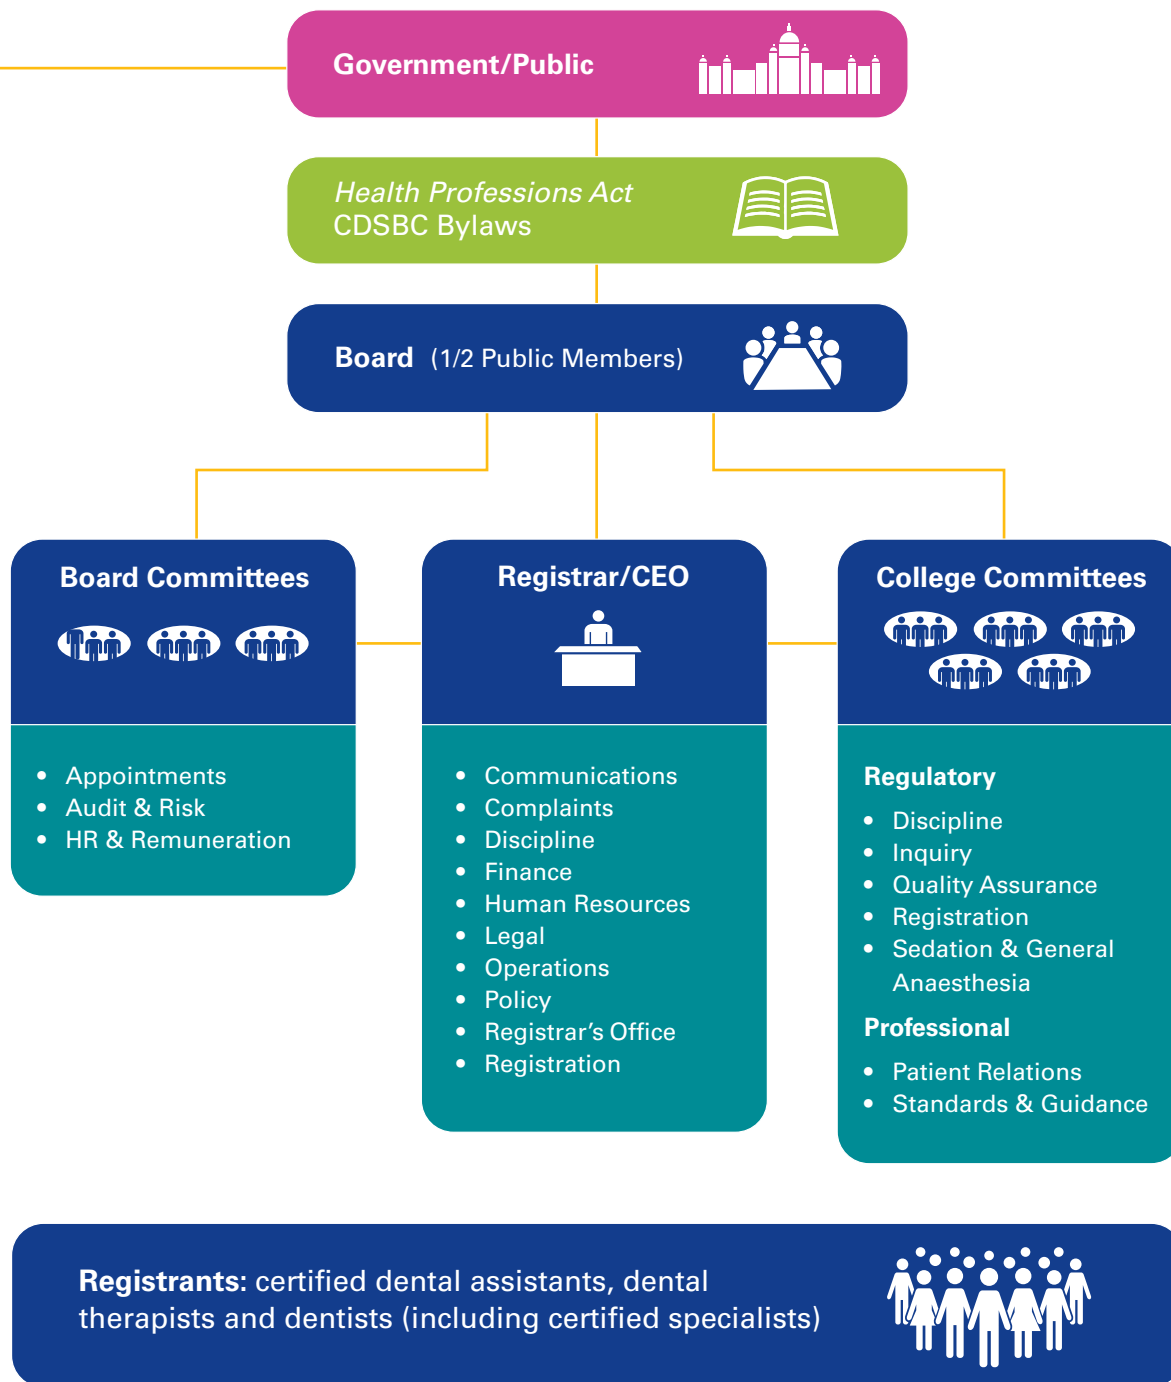 Government/Public
Health Professions Act
CDSBC Bylaws
Board (1/2 Public Members)
Board Committees
• Appointments
• Audit & Risk
• HR & Remuneration
Registrar/CEO
• Communications
• Complaints
• Discipline
• Finance
• Human Resources
• Legal
• Operations
• Policy
• Registrar’s Office
• Registration
College Committees
Regulatory
• Discipline
• Inquiry
• Quality Assurance
• Registration
• Sedation & General
Anaesthesia
Professional
• Patient Relations
• Standards & Guidance
Registrants: certified dental assistants, dental
therapists and dentists (including certified specialists)